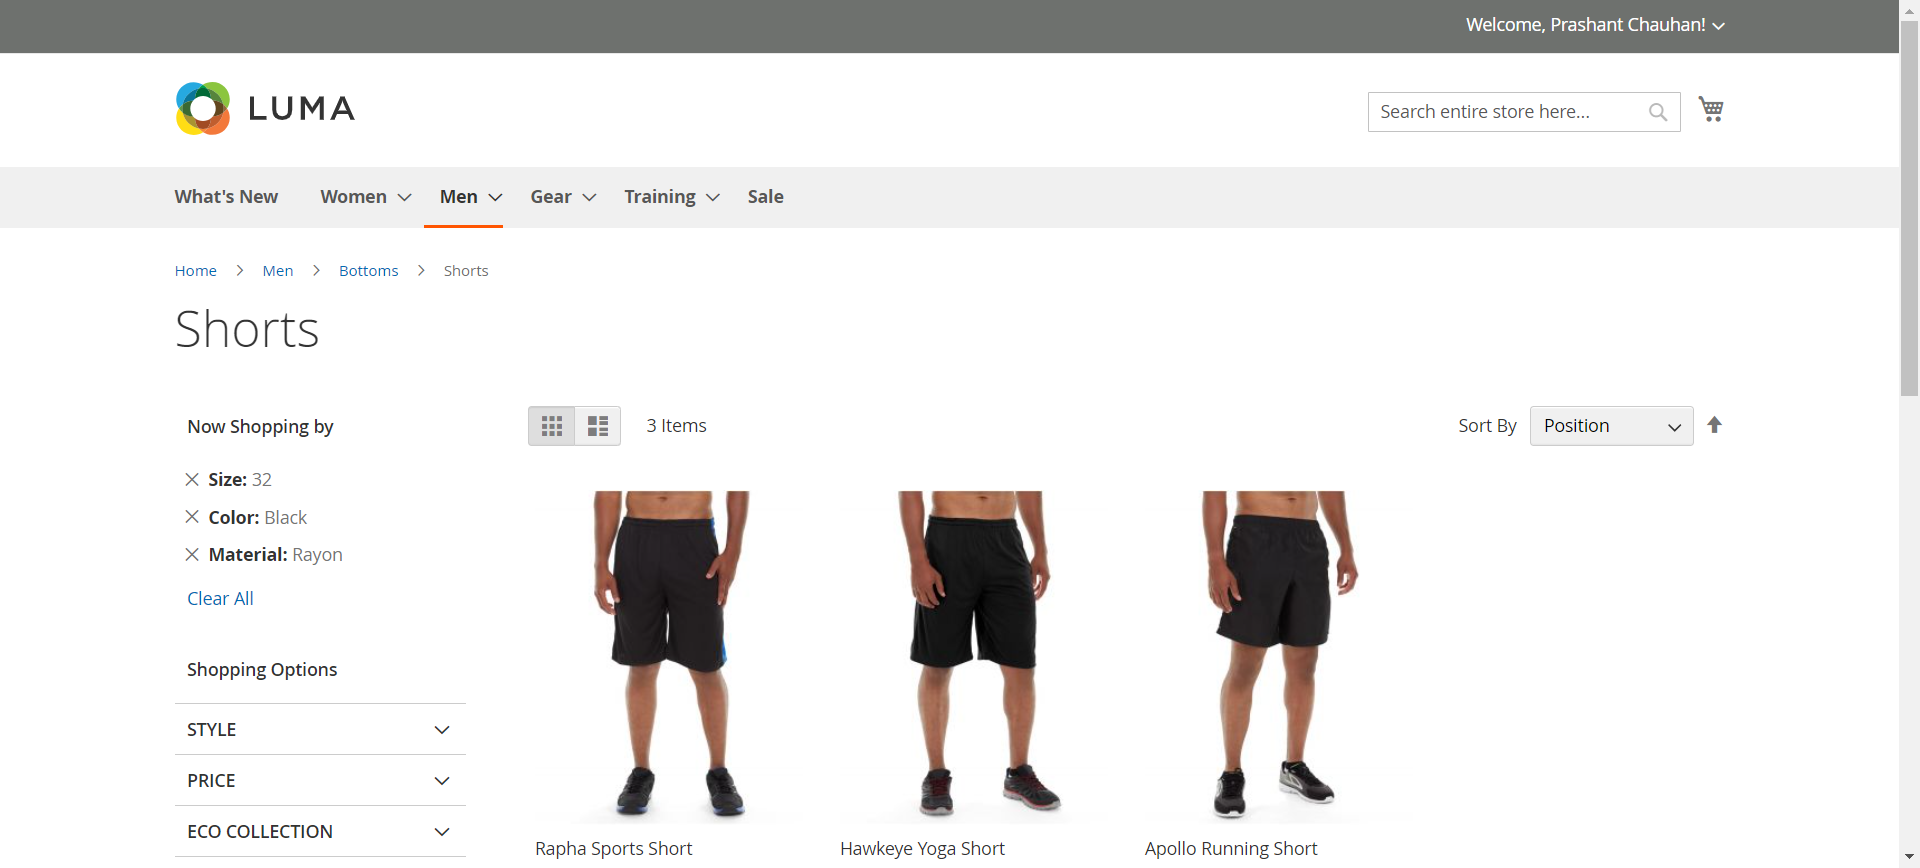 Welcome, Prashant Chauhan!
LUMA
Search entire store here...
What's New Women Men Gear Training Sale
Home Men Bottoms Shorts
Shorts
Now Shopping by
3 Items
Sort By Position
Size: 32
Color: Black
Material: Rayon
Clear All
Shopping Options
STYLE
PRICE
ECO COLLECTION
Rapha Sports Short
Hawkeye Yoga Short
Apollo Running Short